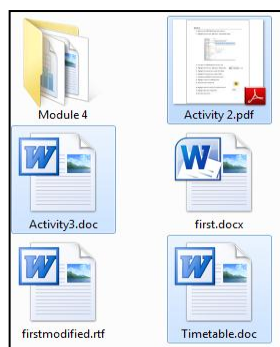 Module 4
Activity 2.pdf
Activity3.doc
first.docx
firstmodified.rtf
Timetable.doc